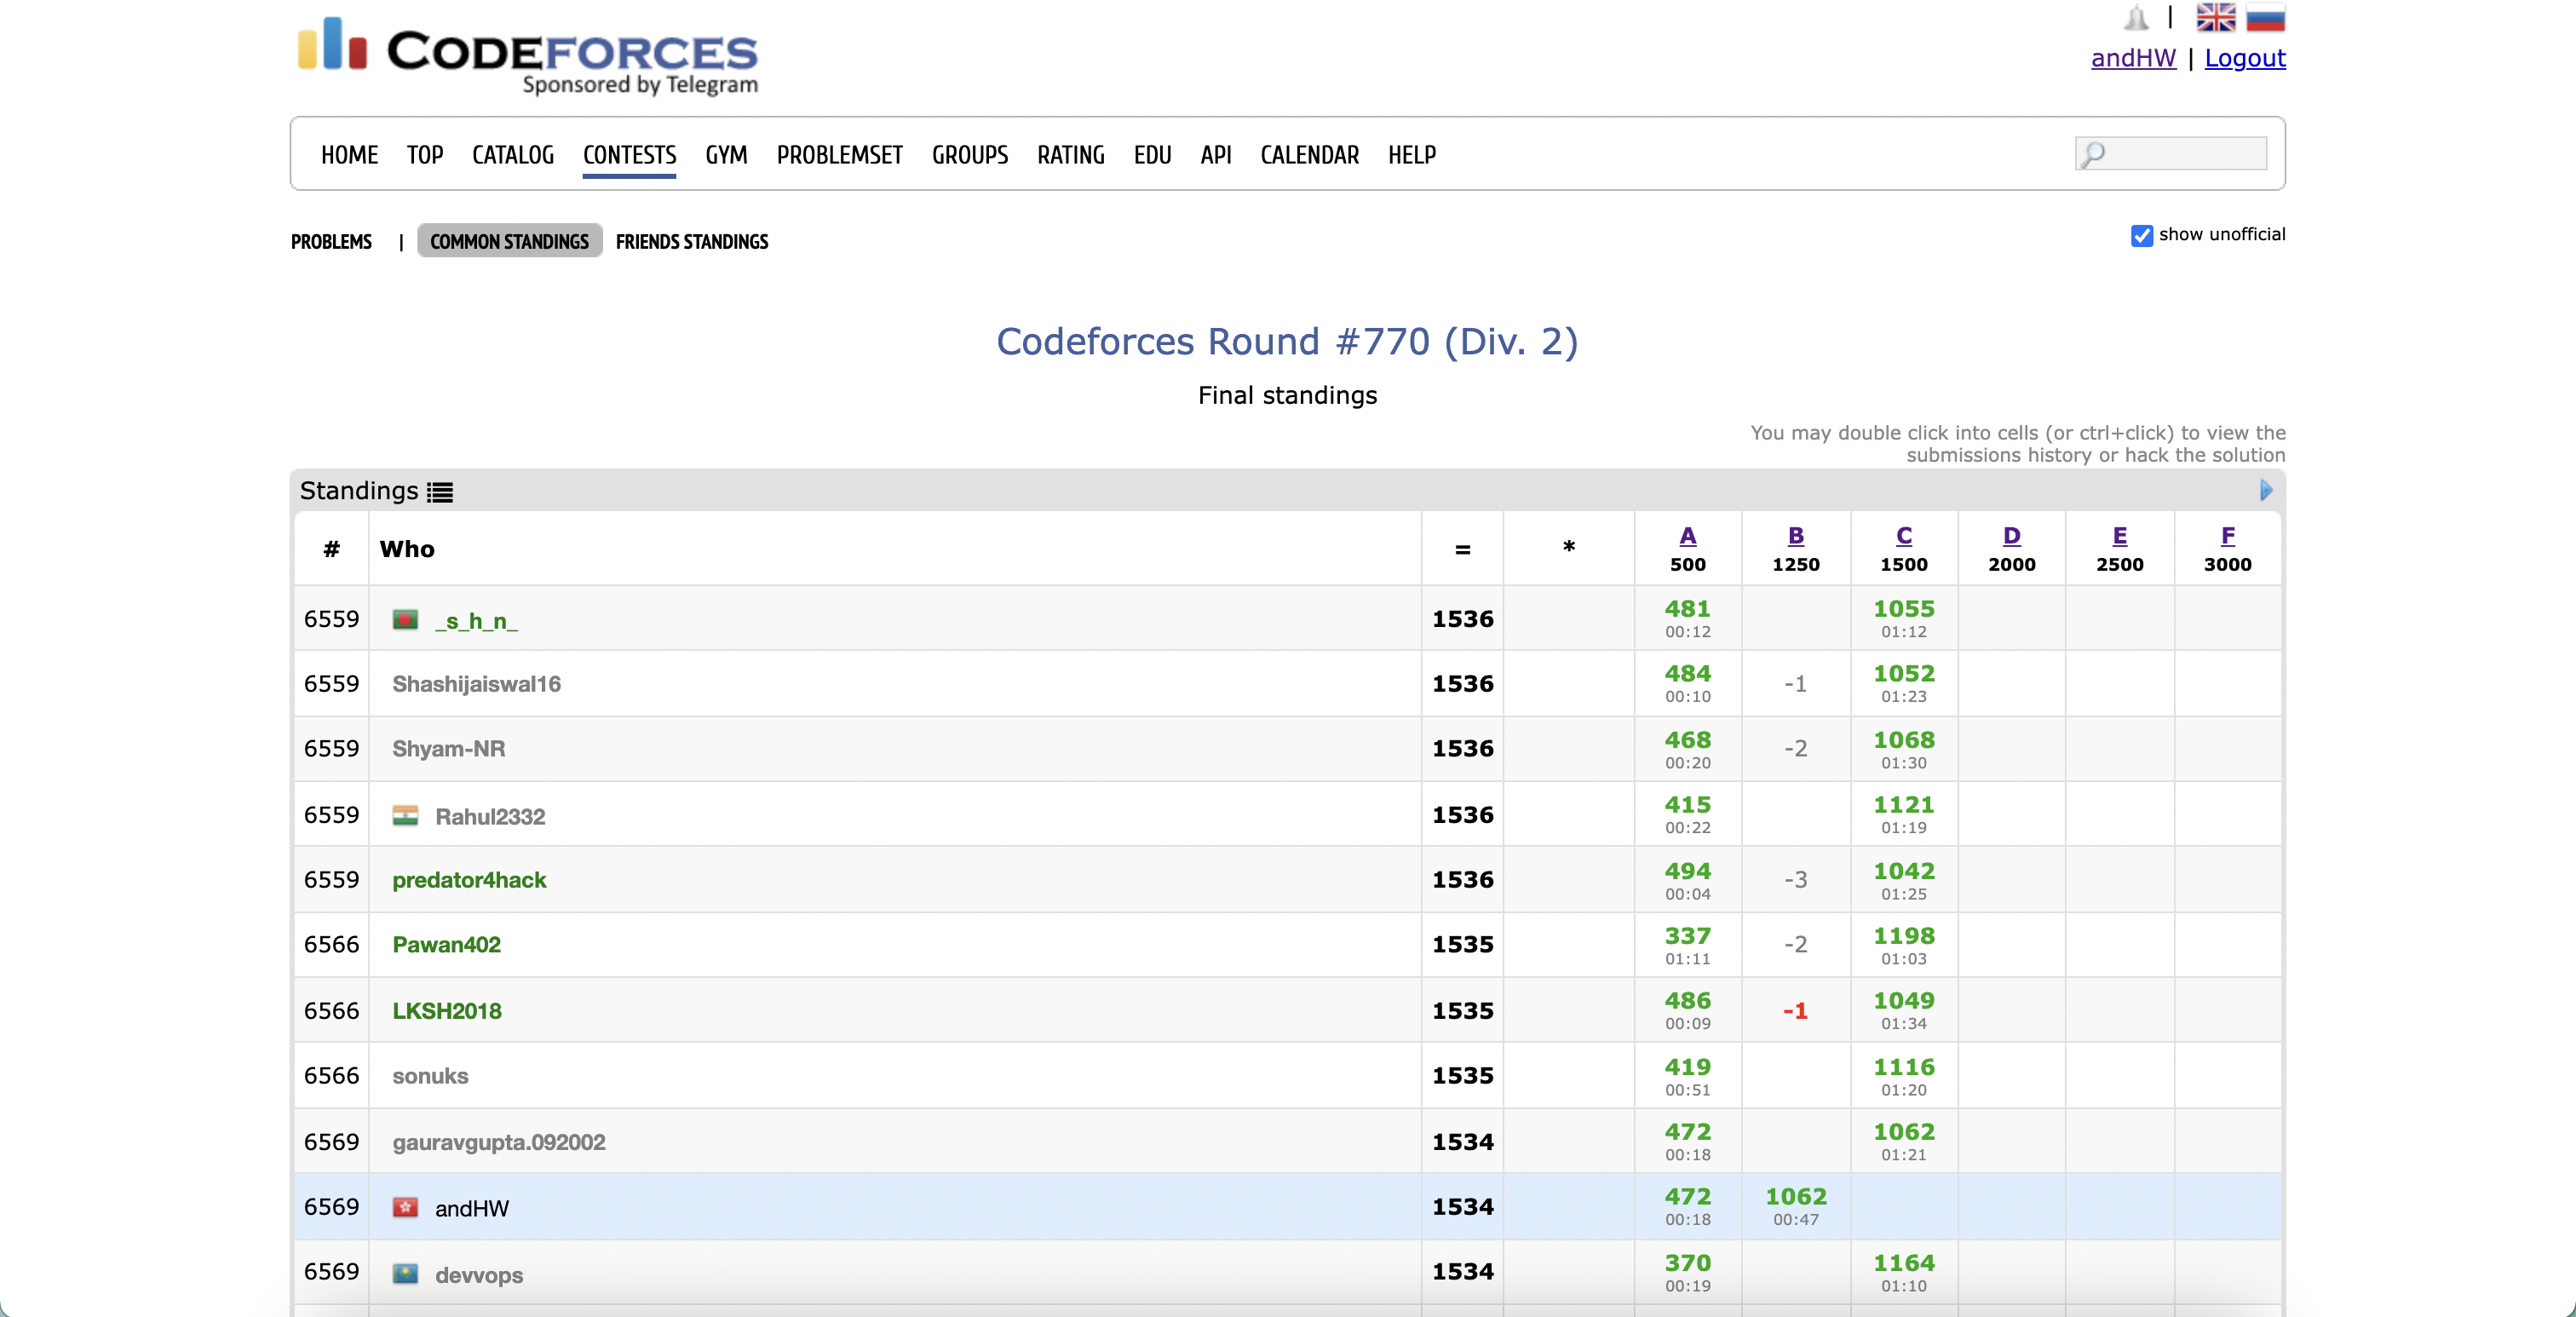 CODEFORCES
Sponsored by Telegram
|
andHW | Logout
HOME TOP CATALOG CONTESTS GYM PROBLEMSET GROUPS RATING EDU API CALENDAR HELP
PROBLEMS | COMMON STANDINGS FRIENDS STANDINGS
show unofficial
Codeforces Round #770 (Div. 2)
Final standings
You may double click into cells (or ctrl+click) to view the
submissions history or hack the solution
Standings
# Who = * A B C D E F
500 1250 1500 2000 2500 3000
6559 _s_h_n_ 1536 481 1055
00:12 01:12
6559 Shashijaiswal16 1536 484 -1 1052
00:10 01:23
6559 Shyam-NR 1536 468 -2 1068
00:20 01:30
6559 Rahul2332 1536 415 1121
00:22 01:19
6559 predator4hack 1536 494 -3 1042
00:04 01:25
6566 Pawan402 1535 337 -2 1198
01:11 01:03
6566 LKSH2018 1535 486 -1 1049
00:09 01:34
6566 sonuks 1535 419 1116
00:51 01:20
6569 gauravgupta.092002 1534 472 1062
00:18 01:21
6569 andHW 1534 472 1062
00:18 00:47
6569 devvops 1534 370 1164
00:19 01:10